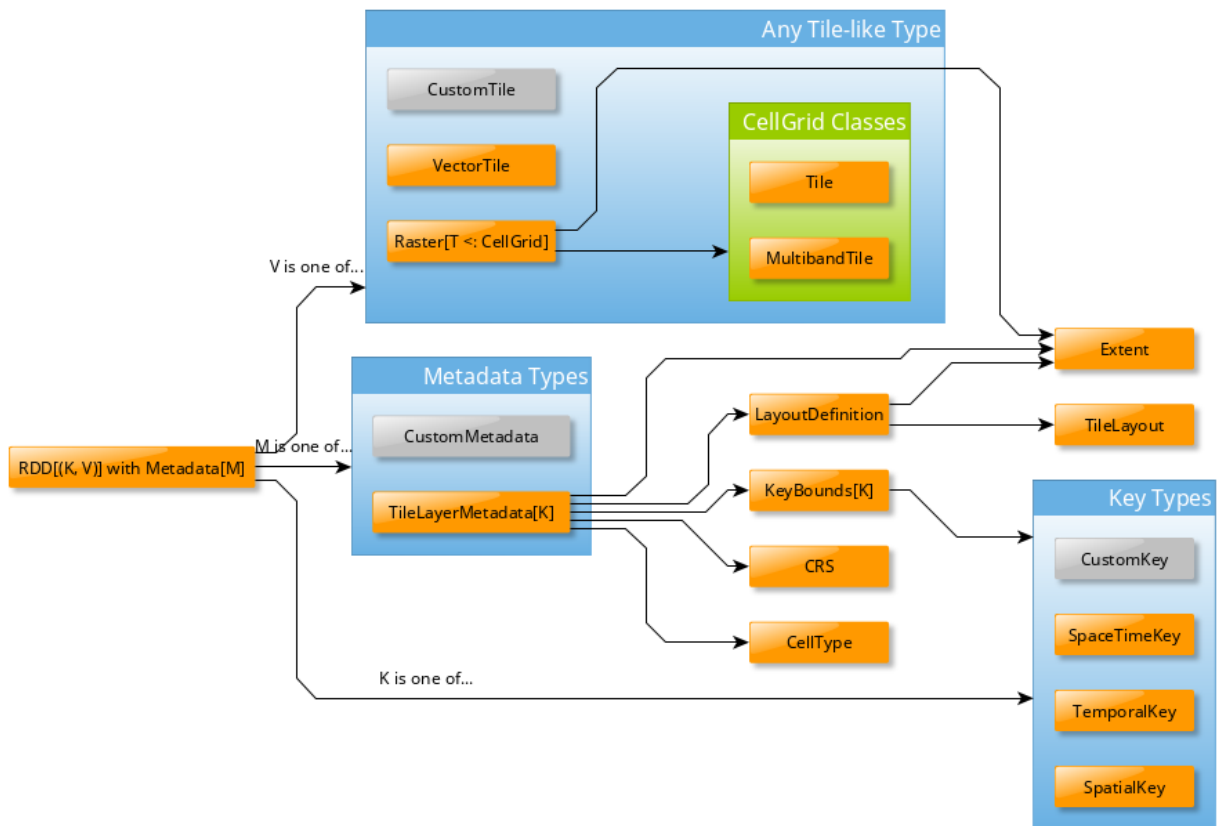 Any Tile-like Type
CustomTile
CellGrid Classes
VectorTile
Tile
Raster[T <: CellGrid]
MultibandTile
V is one of...
Extent
Metadata Types
LayoutDefinition
TileLayout
CustomMetadata
M is one of...
RDD[(K, V)] with Metadata[M]
KeyBounds[K]
Key Types
TileLayerMetadata[K]
CRS
CustomKey
SpaceTimeKey
CellType
K is one of...
TemporalKey
SpatialKey